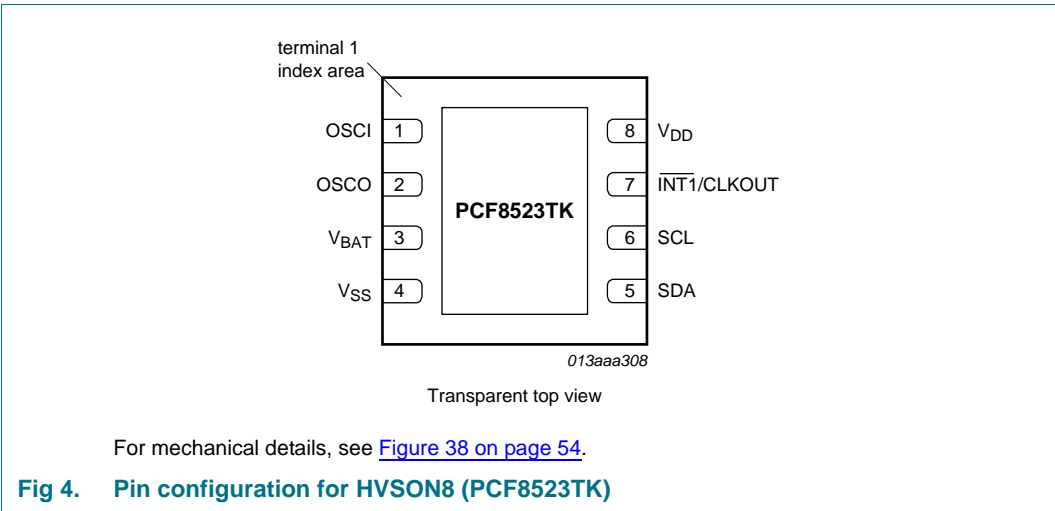 terminal 1
index area
OSCI 1 8 VDD
OSCO 2 7 INT1/CLKOUT
PCF8523TK
VBAT 3 6 SCL
VSS 4 5 SDA
013aaa308
Transparent top view
For mechanical details, see Figure 38 on page 54.
Fig 4. Pin configuration for HVSON8 (PCF8523TK)